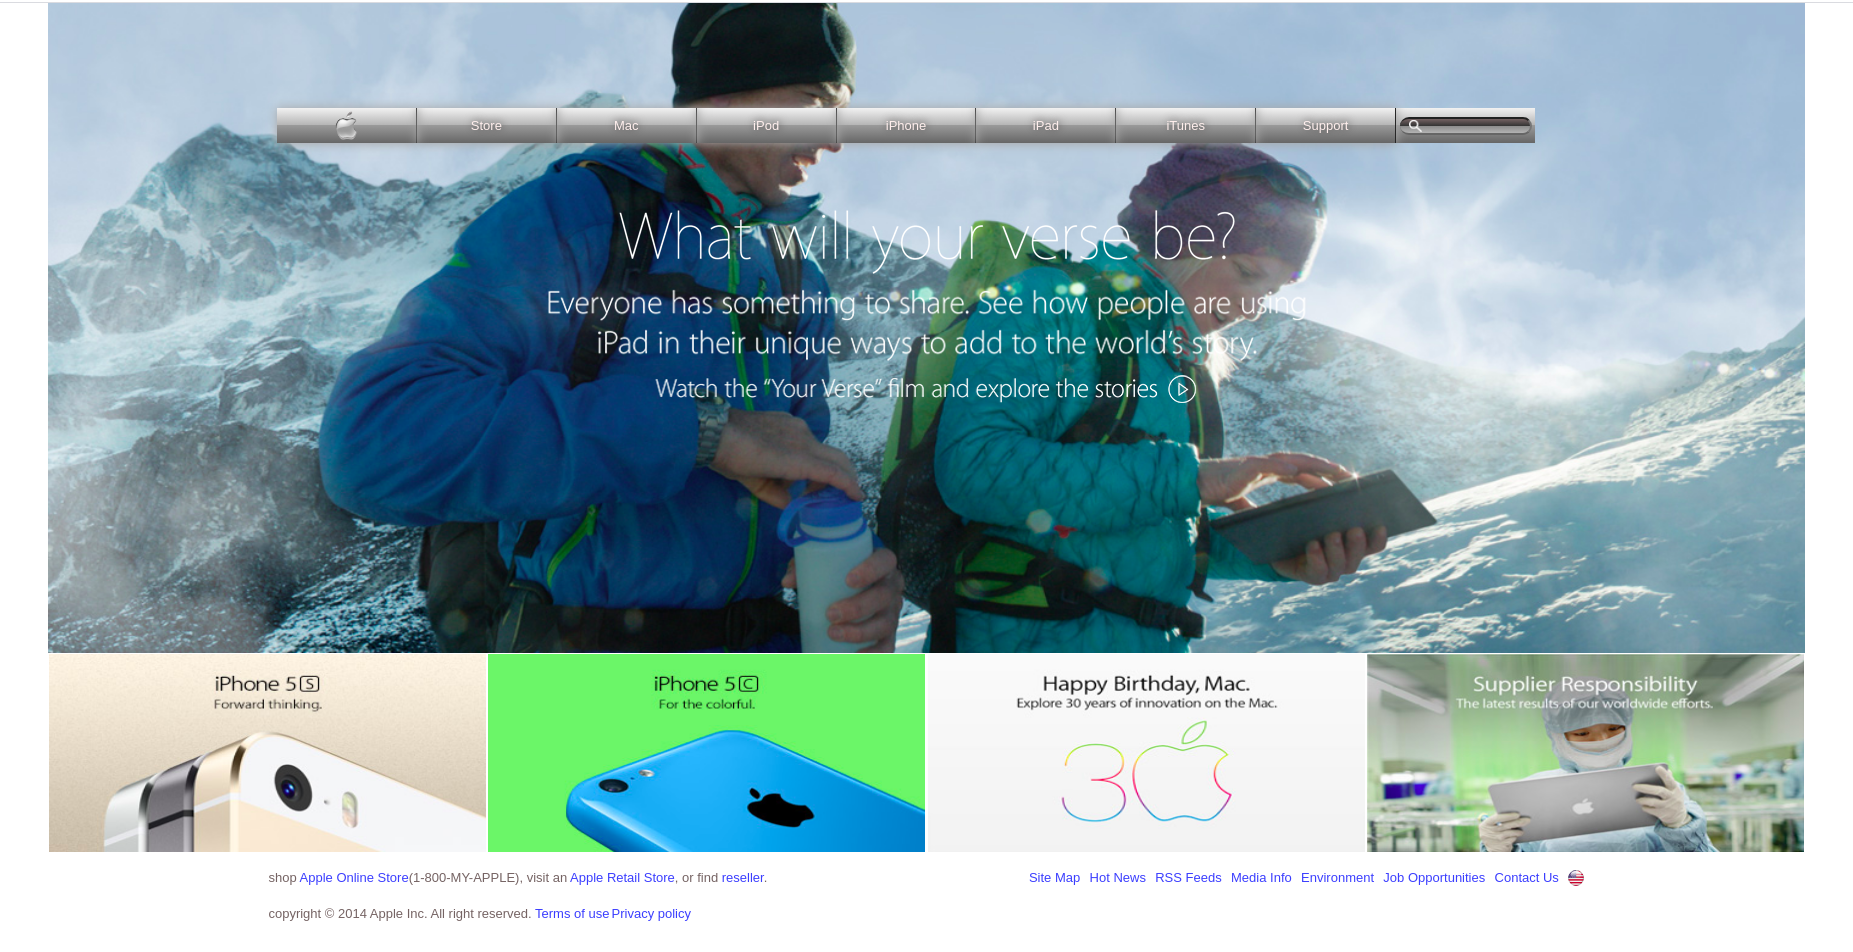 Store Mac iPod iPhone iPad iTunes Support
What will your verse be?
Everyone has something to share. See how people are using
iPad in their unique ways to add to the world's story.
Watch the “Your Verse” film and explore the stories
iPhone 5S
Forward thinking.
iPhone 5C
For the colorful.
Happy Birthday, Mac.
Explore 30 years of innovation on the Mac.
30
Supplier Responsibility
The latest results of our worldwide efforts.
shop Apple Online Store(1-800-MY-APPLE), visit an Apple Retail Store, or find reseller.
Site Map Hot News RSS Feeds Media Info Environment Job Opportunities Contact Us
copyright © 2014 Apple Inc. All right reserved. Terms of use Privacy policy